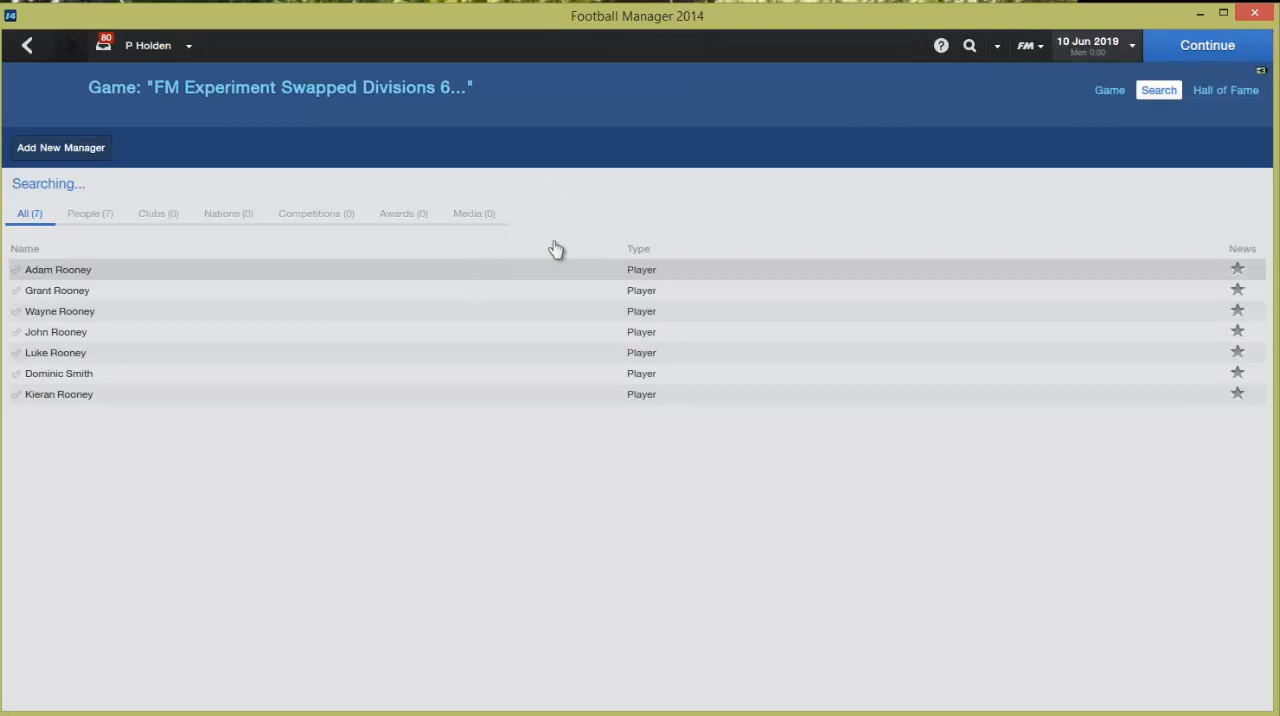 14 Football Manager 2014
80 P Holden ? FM 10 Jun 2019 Continue
Mon 0:00
Game: "FM Experiment Swapped Divisions 6..." Game Search Hall of Fame
Add New Manager
Searching...
All (7) People (7) Clubs (0) Nations (0) Competitions (0) Awards (0) Media (0)
Name Type News
Adam Rooney Player
Grant Rooney Player
Wayne Rooney Player
John Rooney Player
Luke Rooney Player
Dominic Smith Player
Kieran Rooney Player